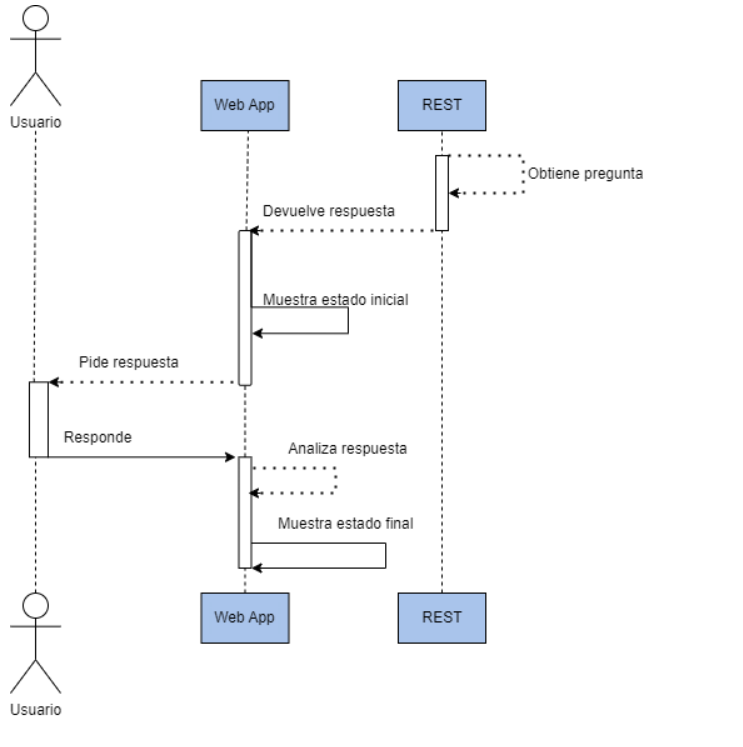 Usuario
Web App
REST
Obtiene pregunta
Devuelve respuesta
Muestra estado inicial
Pide respuesta
Responde
Analiza respuesta
Muestra estado final
Web App
REST
Usuario